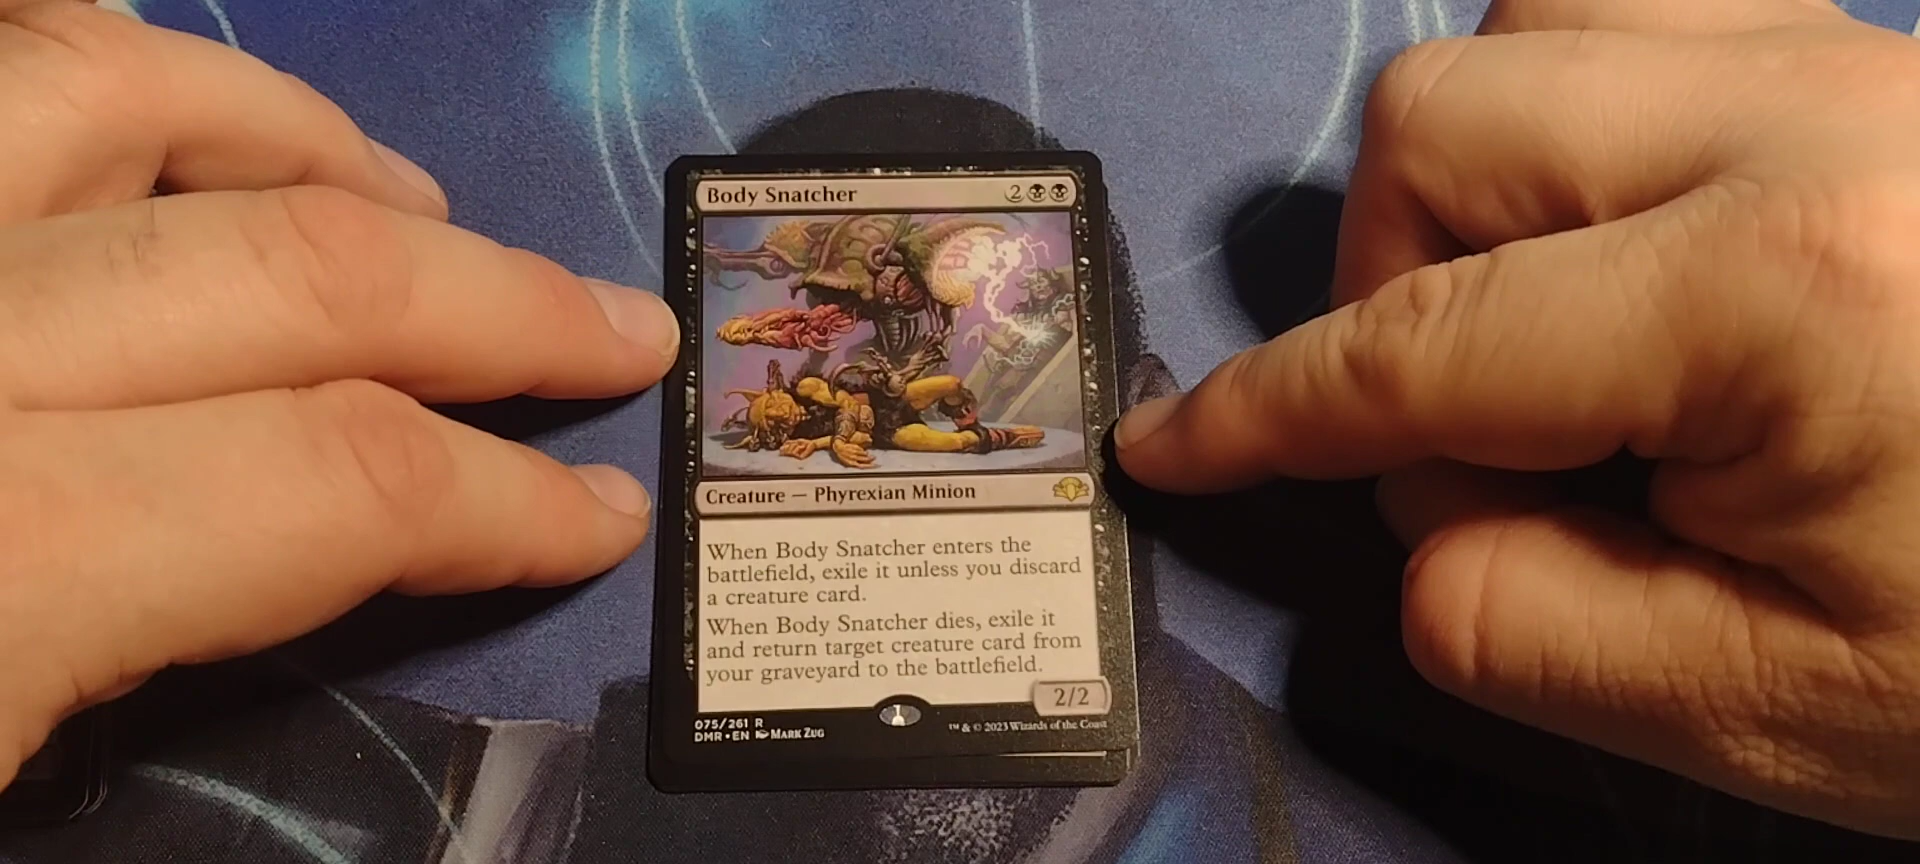 Body Snatcher 2
Creature — Phyrexian Minion
When Body Snatcher enters the
battlefield, exile it unless you discard
a creature card.
When Body Snatcher dies, exile it
and return target creature card from
your graveyard to the battlefield.
2/2
075/261 R
DMR • EN Mark Zug
™ & © 2023 Wizards of the Coast